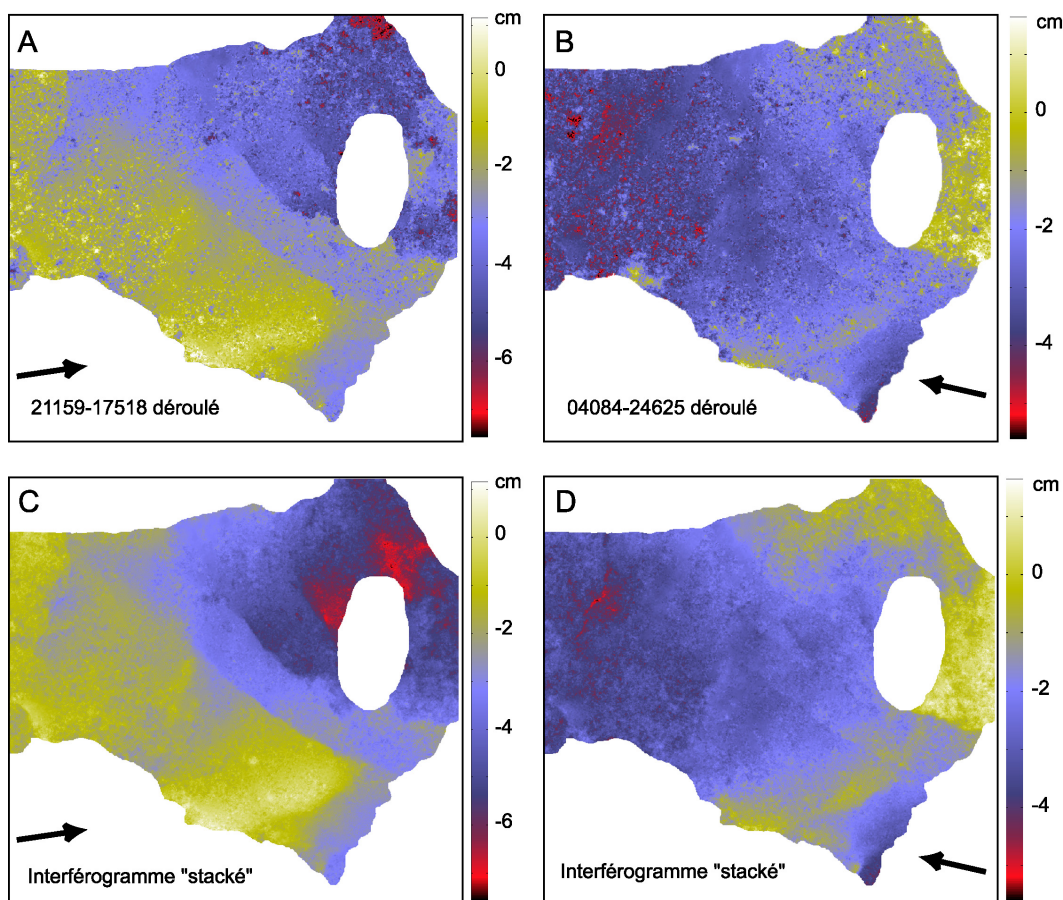 A
cm
0
-2
-4
-6
21159-17518 déroulé
B
cm
0
-2
-4
04084-24625 déroulé
C
cm
0
-2
-4
-6
Interférogramme "stacké"
D
cm
0
-2
-4
Interférogramme "stacké"